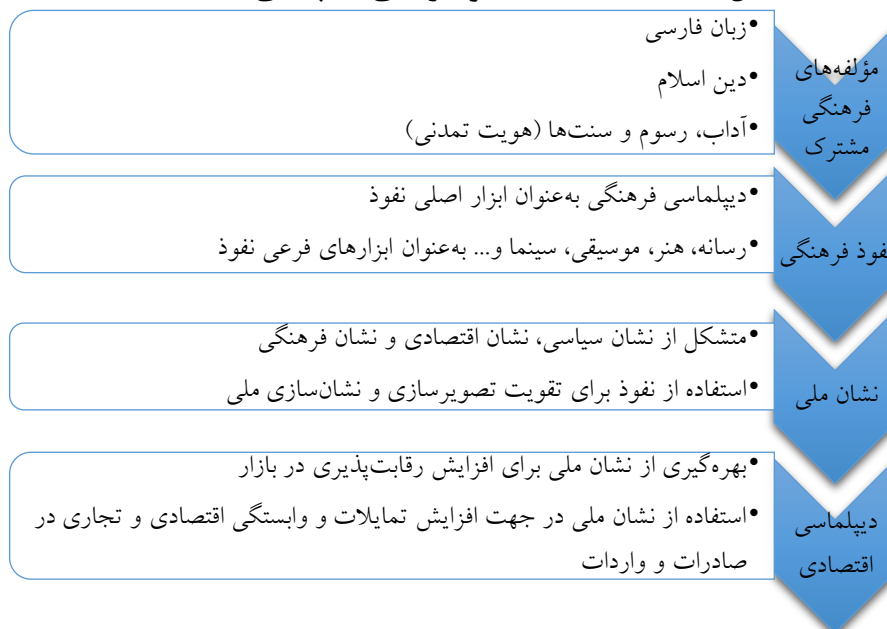 مؤلفه‌های
فرهنگی
مشترک
•زبان فارسی
•دین اسلام
•آداب، رسوم و سنت‌ها (هویت تمدنی)
نفوذ فرهنگی
•دیپلماسی فرهنگی به‌عنوان ابزار اصلی نفوذ
•رسانه، هنر، موسیقی، سینما و... به‌عنوان ابزارهای فرعی نفوذ
نشان ملی
•متشکل از نشان سیاسی، نشان اقتصادی و نشان فرهنگی
•استفاده از نفوذ برای تقویت تصویرسازی و نشان‌سازی ملی
دیپلماسی
اقتصادی
•بهره‌گیری از نشان ملی برای افزایش رقابت‌پذیری در بازار
•استفاده از نشان ملی در جهت افزایش تمایلات و وابستگی اقتصادی و تجاری در
صادرات و واردات